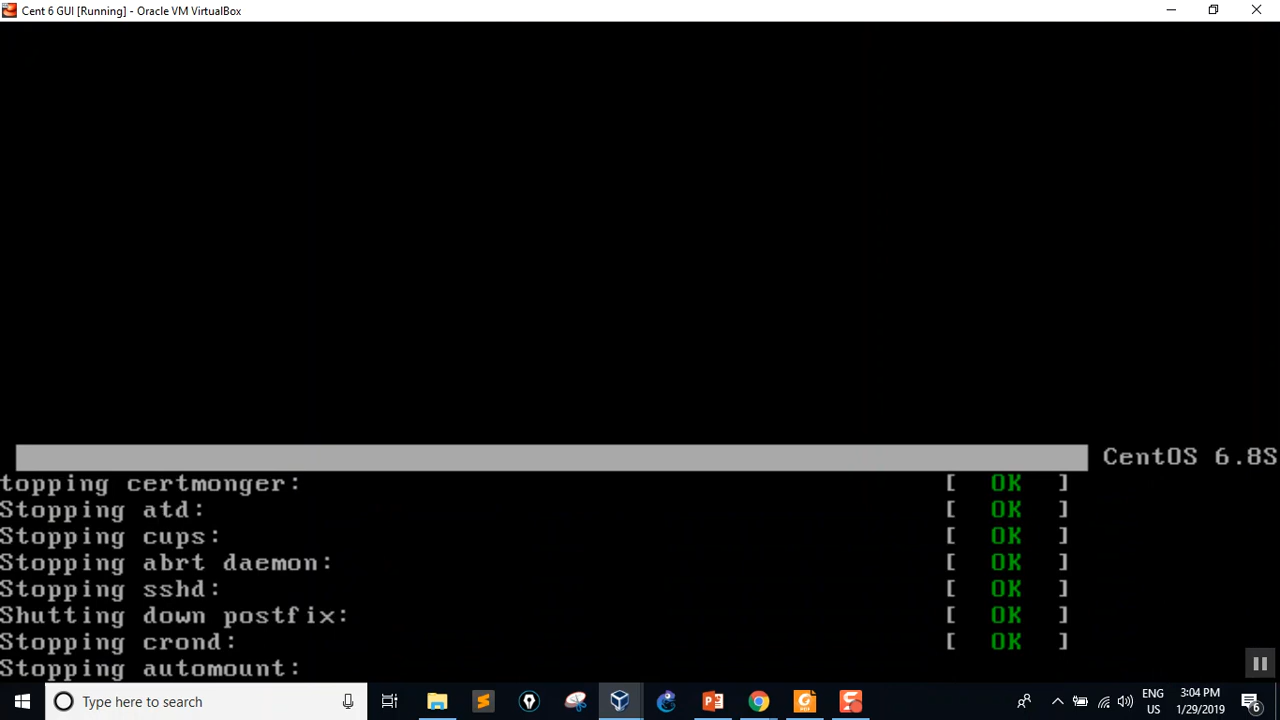 Cent 6 GUI [Running] - Oracle VM VirtualBox
CentOS 6.8S
topping certmonger: [ OK ]
Stopping atd: [ OK ]
Stopping cups: [ OK ]
Stopping abrt daemon: [ OK ]
Stopping sshd: [ OK ]
Shutting down postfix: [ OK ]
Stopping crond: [ OK ]
Stopping automount:
Type here to search
PDF
ENG
US
3:04 PM
1/29/2019
6